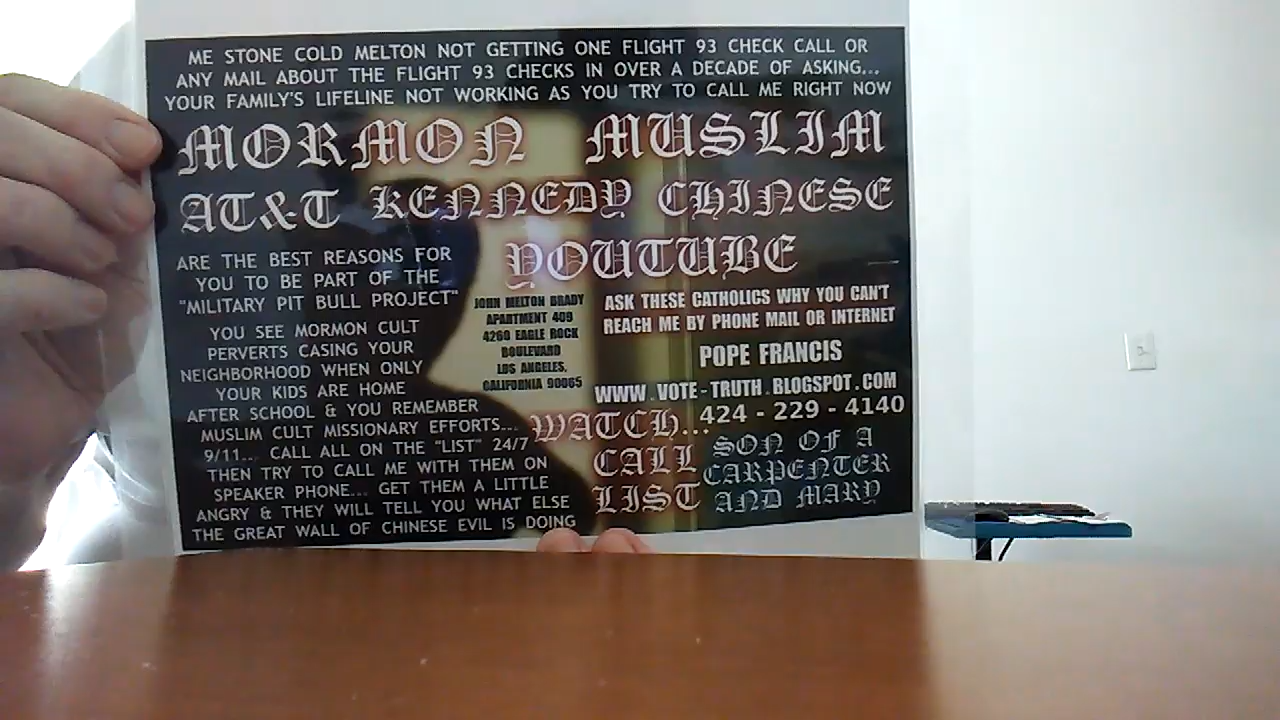 ME STONE COLD MELTON NOT GETTING ONE FLIGHT 93 CHECK CALL OR
ANY MAIL ABOUT THE FLIGHT 93 CHECKS IN OVER A DECADE OF ASKING...
YOUR FAMILY'S LIFELINE NOT WORKING AS YOU TRY TO CALL ME RIGHT NOW
MORMON MUSLIM
AT&T KENNEDY CHINESE
YOUTUBE
ARE THE BEST REASONS FOR
YOU TO BE PART OF THE
"MILITARY PIT BULL PROJECT"
YOU SEE MORMON CULT
PERVERTS CASING YOUR
NEIGHBORHOOD WHEN ONLY
YOUR KIDS ARE HOME
AFTER SCHOOL & YOU REMEMBER
MUSLIM CULT MISSIONARY EFFORTS...
9/11... CALL ALL ON THE "LIST" 24/7
THEN TRY TO CALL ME WITH THEM ON
SPEAKER PHONE... GET THEM A LITTLE
ANGRY & THEY WILL TELL YOU WHAT ELSE
THE GREAT WALL OF CHINESE EVIL IS DOING
JOHN MELTON BRADY
APARTMENT 409
4260 EAGLE ROCK
BOULEVARD
LOS ANGELES,
CALIFORNIA 90065
ASK THESE CATHOLICS WHY YOU CAN'T
REACH ME BY PHONE MAIL OR INTERNET
POPE FRANCIS
WWW.VOTE-TRUTH.BLOGSPOT.COM
424 - 229 - 4140
WATCH...
CALL
LIST
SON OF A
CARPENTER
AND MARY